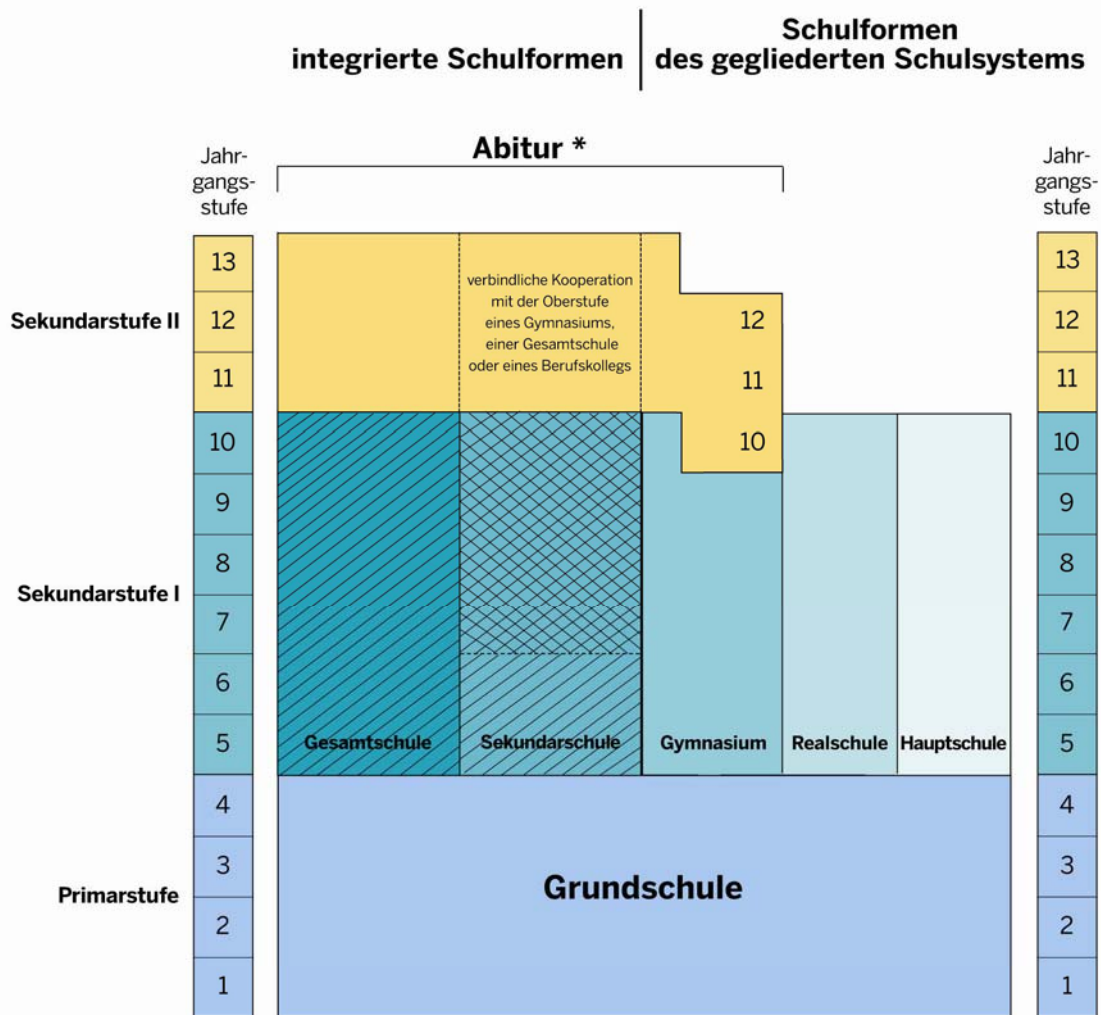 integrierte Schulformen
Schulformen
des gegliederten Schulsystems
Abitur *
Jahr-
gangs-
stufe
Jahr-
gangs-
stufe
13
12
11
10
9
8
7
6
5
4
3
2
1
Sekundarstufe II
Sekundarstufe I
Primarstufe
verbindliche Kooperation
mit der Oberstufe
eines Gymnasiums,
einer Gesamtschule
oder eines Berufskollegs
12
11
10
Gesamtschule
Sekundarschule
Gymnasium
Realschule
Hauptschule
Grundschule
13
12
11
10
9
8
7
6
5
4
3
2
1